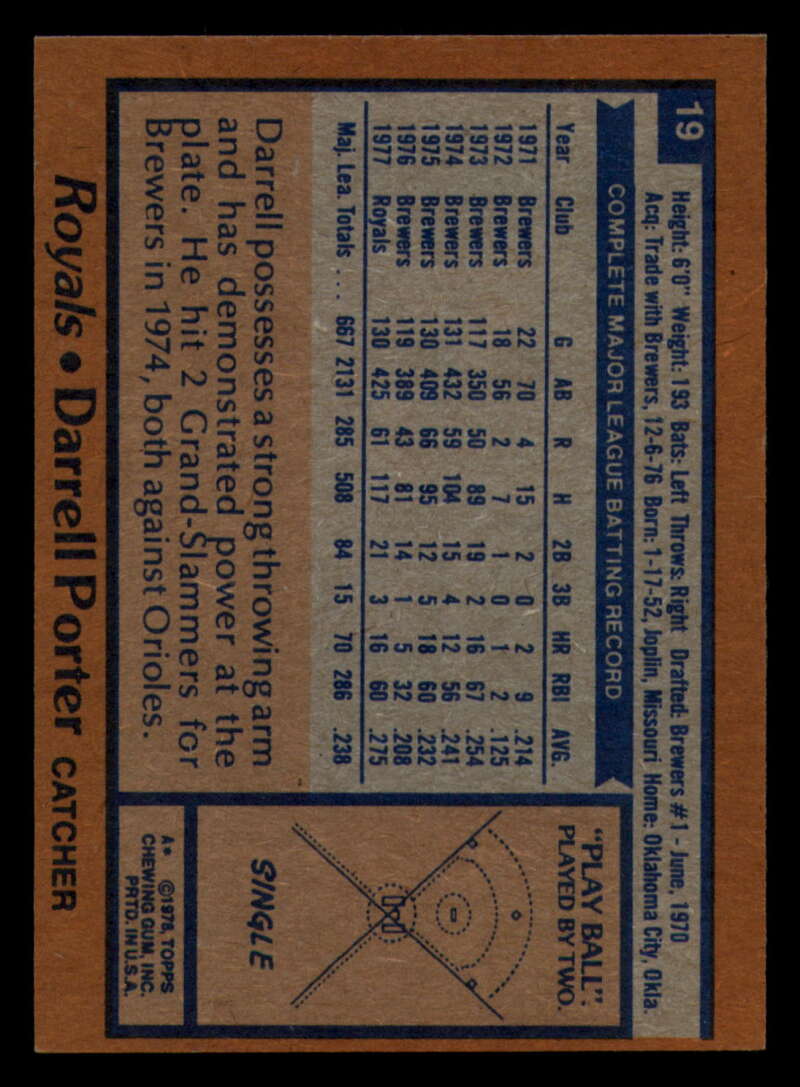 19
Height: 6'0" Weight: 193 Bats: Left Throws: Right Drafted: Brewers #1 - June, 1970
Acq: Trade with Brewers, 12-6-76 Born: 1-17-52, Joplin, Missouri Home: Oklahoma City, Okla.
COMPLETE MAJOR LEAGUE BATTING RECORD
Year Club G AB R H 2B 3B HR RBI AVG.
1971 Brewers 22 70 4 15 2 0 2 9 .214
1972 Brewers 18 56 2 7 1 0 1 2 .125
1973 Brewers 117 350 50 89 19 2 16 67 .254
1974 Brewers 131 432 59 104 15 4 12 56 .241
1975 Brewers 130 409 66 95 12 5 18 60 .232
1976 Brewers 119 389 43 81 14 1 5 32 .208
1977 Royals 130 425 61 117 21 3 16 60 .275
Maj. Lea. Totals ... 667 2131 285 508 84 15 70 286 .238
Darrell possesses a strong throwing arm
and has demonstrated power at the
plate. He hit 2 Grand-Slammers for
Brewers in 1974, both against Orioles.
"PLAY BALL":
PLAYED BY TWO.
SINGLE
A* ©1978, TOPPS
CHEWING GUM, INC.
PRTD. IN U.S.A.
Royals • Darrell Porter CATCHER